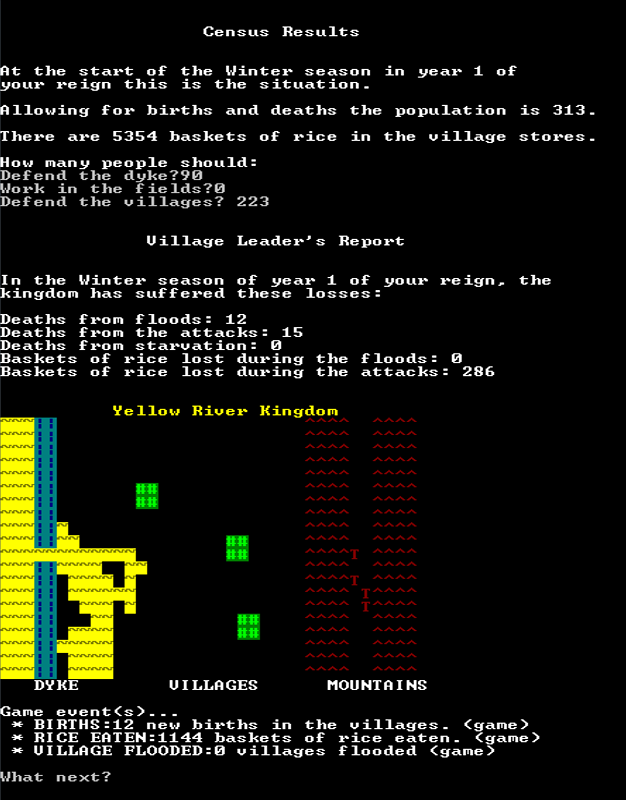 Census Results
At the start of the Winter season in year 1 of
your reign this is the situation.
Allowing for births and deaths the population is 313.
There are 5354 baskets of rice in the village stores.
How many people should:
Defend the dyke?90
Work in the fields?0
Defend the villages? 223
Village Leader's Report
In the Winter season of year 1 of your reign, the
kingdom has suffered these losses:
Deaths from floods: 12
Deaths from the attacks: 15
Deaths from starvation: 0
Baskets of rice lost during the floods: 0
Baskets of rice lost during the attacks: 286
Yellow River Kingdom
T
T
T
T
DYKE VILLAGES MOUNTAINS
Game event(s)...
* BIRTHS:12 new births in the villages. (game)
* RICE EATEN:1144 baskets of rice eaten. (game)
* VILLAGE FLOODED:0 villages flooded (game)
What next?